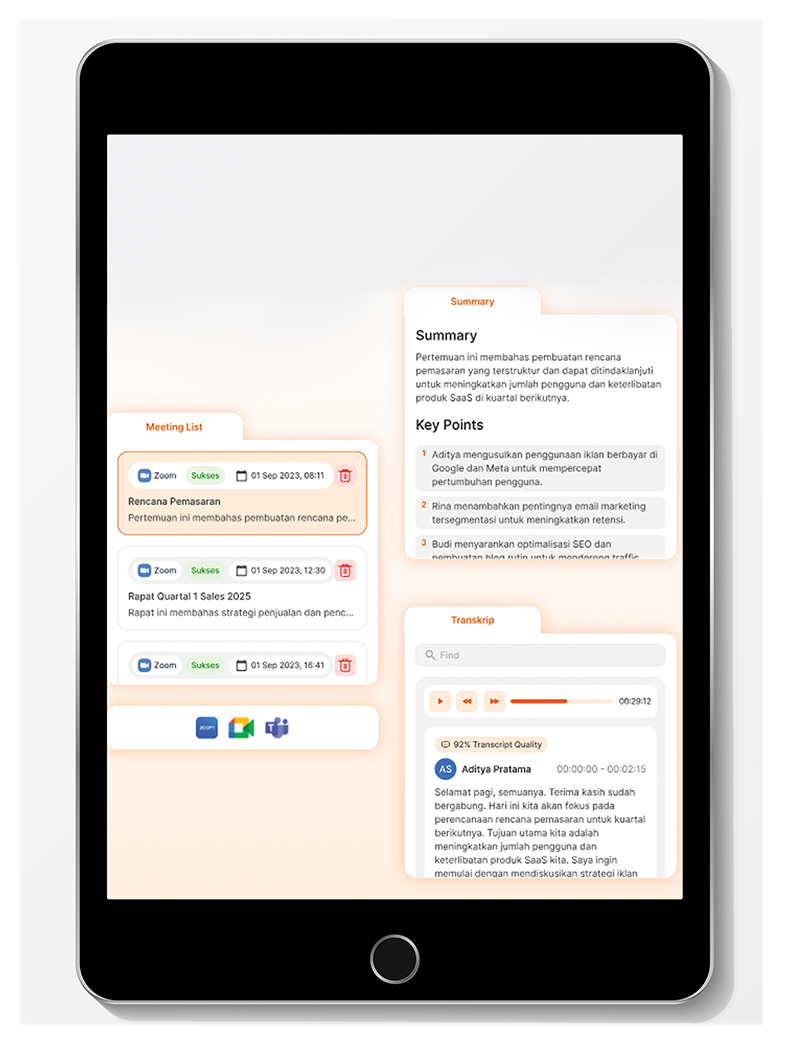 Summary
Summary
Pertemuan ini membahas pembuatan rencana
pemasaran yang terstruktur dan dapat ditindaklanjuti
untuk meningkatkan jumlah pengguna dan keterlibatan
produk SaaS di kuartal berikutnya.
Key Points
1 Aditya mengusulkan penggunaan iklan berbayar di
Google dan Meta untuk mempercepat
pertumbuhan pengguna.
2 Rina menambahkan pentingnya email marketing
tersegmentasi untuk meningkatkan retensi.
3 Budi menyarankan optimalisasi SEO dan
pembuatan blog rutin untuk mendorong traffic
Meeting List
Zoom Sukses 01 Sep 2023, 08:11
Rencana Pemasaran
Pertemuan ini membahas pembuatan rencana pe...
Zoom Sukses 01 Sep 2023, 12:30
Rapat Quartal 1 Sales 2025
Rapat ini membahas strategi penjualan dan penc...
Zoom Sukses 01 Sep 2023, 16:41
zoom
T
Transkrip
Find
00:29:12
92% Transcript Quality
AS Aditya Pratama 00:00:00 - 00:02:15
Selamat pagi, semuanya. Terima kasih sudah
bergabung. Hari ini kita akan fokus pada
perencanaan rencana pemasaran untuk kuartal
berikutnya. Tujuan utama kita adalah
meningkatkan jumlah pengguna dan
keterlibatan produk SaaS kita. Saya ingin
memulai dengan mendiskusikan strategi iklan